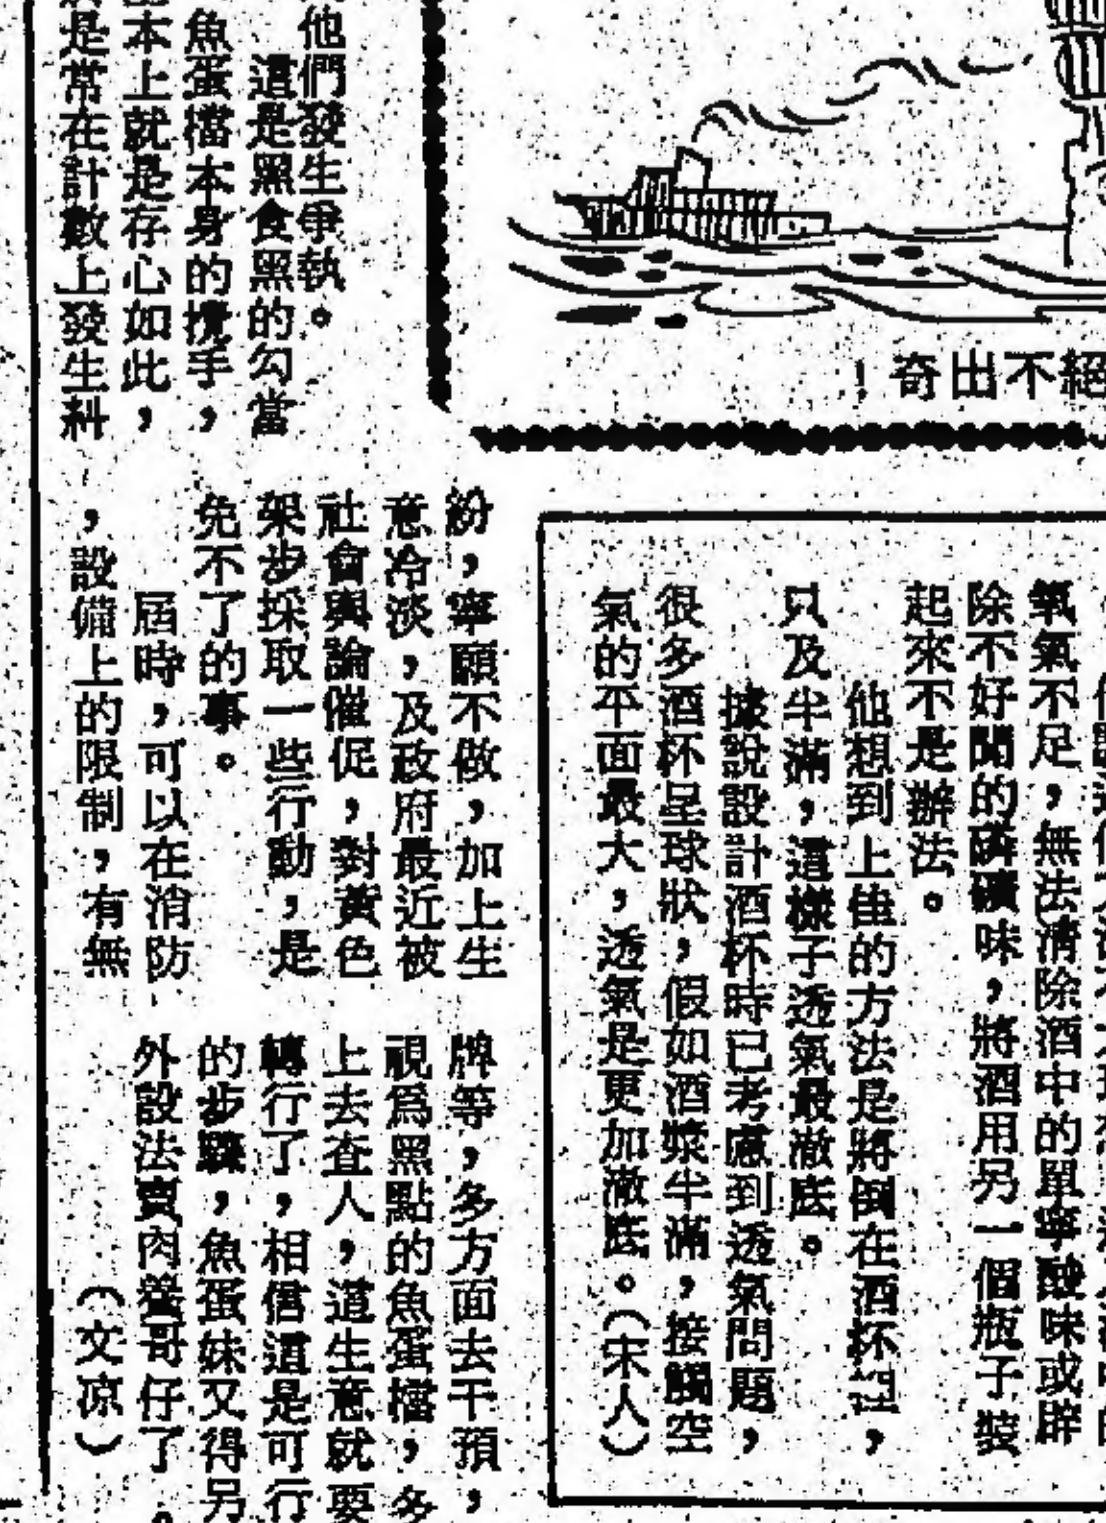 絕不出奇!
氧氣不足，無法清除酒中的單寧酸味或辟
除不好聞的磷礦味，將酒用另一個瓶子裝
起來不是辦法。
他想到上佳的方法是將倒在酒杯裡，
只及半滿，這樣子透氣最澈底。
據說設計酒杯時已考慮到透氣問題，
很多酒杯呈球狀，假如酒漿半滿，接觸空
氣的平面最大，透氣是更加澈底。（宋人）
他們發生爭執。
這是黑食黑的勾當
魚蛋檔本身的攪手，
本上就是存心如此，
是常在計數上發生糾
紛，寧願不做，加上生
意冷淡，及政府最近被
社會輿論催促，對黃色
架步採取一些行動，是
免不了的事。
屆時，可以在消防
，設備上的限制，有無
牌等，多方面去干預，
視為黑點的魚蛋檔，多
上去查人，道生意就要
轉行了，相信這是可行
的步驟，魚蛋妹又得另
外設法賣肉營哥仔了。
（文凉）